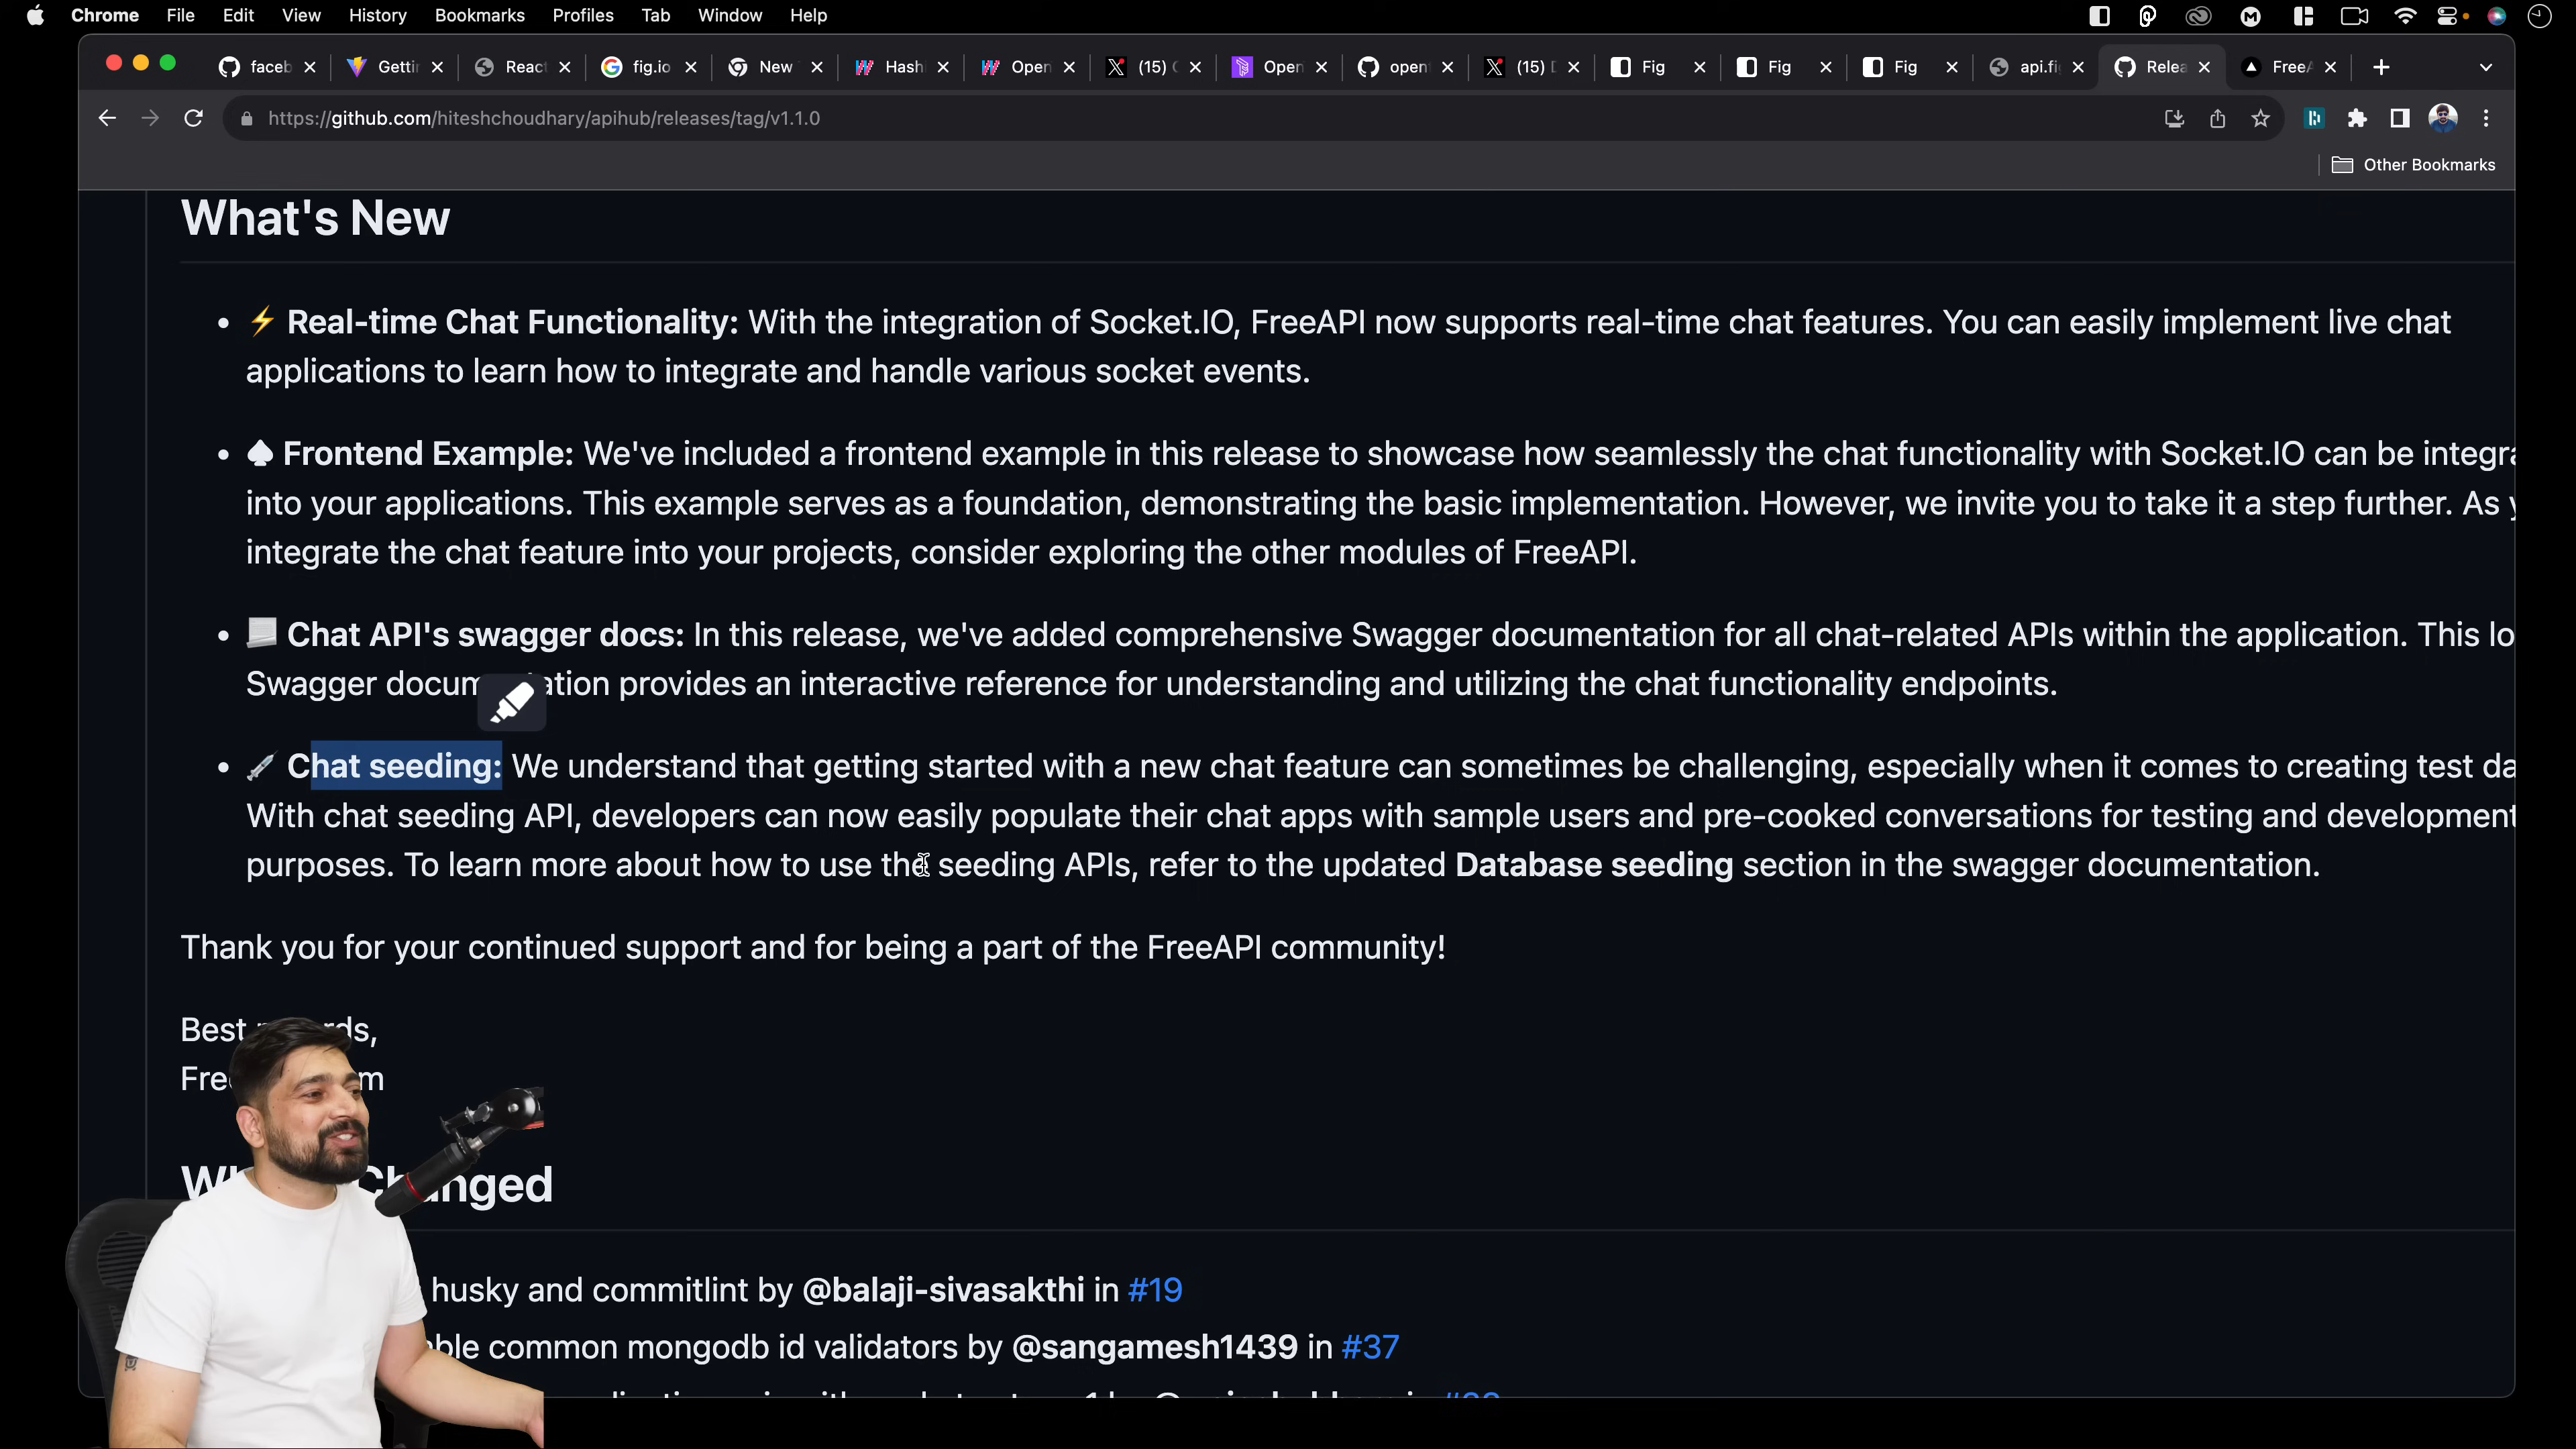 Chrome File Edit View History Bookmarks Profiles Tab Window Help
faceb Gettin React fig.io New Hashi Open (15) Open open (15) Fig Fig Fig api.fi Relea FreeA
https://github.com/hiteshchoudhary/apihub/releases/tag/v1.1.0
Other Bookmarks
What's New
⚡ Real-time Chat Functionality: With the integration of Socket.IO, FreeAPI now supports real-time chat features. You can easily implement live chat
applications to learn how to integrate and handle various socket events.
♠ Frontend Example: We've included a frontend example in this release to showcase how seamlessly the chat functionality with Socket.IO can be integra
into your applications. This example serves as a foundation, demonstrating the basic implementation. However, we invite you to take it a step further. As y
integrate the chat feature into your projects, consider exploring the other modules of FreeAPI.
Chat API's swagger docs: In this release, we've added comprehensive Swagger documentation for all chat-related APIs within the application. This lo
Swagger documentation provides an interactive reference for understanding and utilizing the chat functionality endpoints.
Chat seeding: We understand that getting started with a new chat feature can sometimes be challenging, especially when it comes to creating test da
With chat seeding API, developers can now easily populate their chat apps with sample users and pre-cooked conversations for testing and development
purposes. To learn more about how to use the seeding APIs, refer to the updated Database seeding section in the swagger documentation.
Thank you for your continued support and for being a part of the FreeAPI community!
Best
Changed
husky and commitlint by @balaji-sivasakthi in #19
common mongodb id validators by @sangamesh1439 in #37